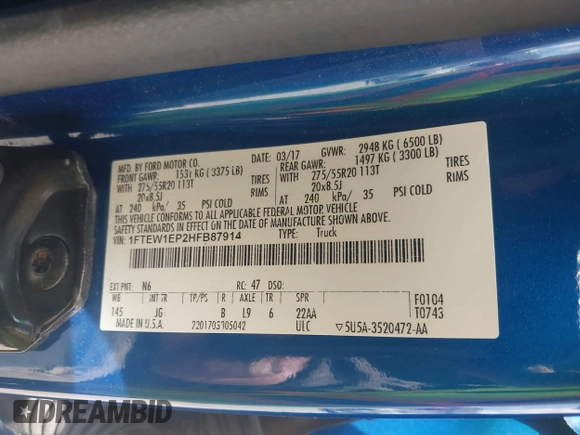 MFD. BY FORD MOTOR CO.
03/17 GVWR: 2948 KG ( 6500 LB)
FRONT GAWR: 1531 KG ( 3375 LB) REAR GAWR: 1497 KG ( 3300 LB)
WITH 275/55R20 113T TIRES WITH 275/55R20 113T TIRES
20x8.5J RIMS 20x8.5J RIMS
AT 240 kPa/ 35 PSI COLD AT 240 kPa/ 35 PSI COLD
THIS VEHICLE CONFORMS TO ALL APPLICABLE FEDERAL MOTOR VEHICLE
SAFETY STANDARDS IN EFFECT ON THE DATE OF MANUFACTURE SHOWN ABOVE.
VIN: 1FTEW1EP2HFB87914 TYPE: Truck
EXT PNT: N6 RC: 47 DSO:
WB INT TR TP/PS R AXLE TR SPR F0104
145 JG B L9 6 22AA T0743
MADE IN U.S.A. ULC ▽5U5A-3520472-AA
DREAMBID